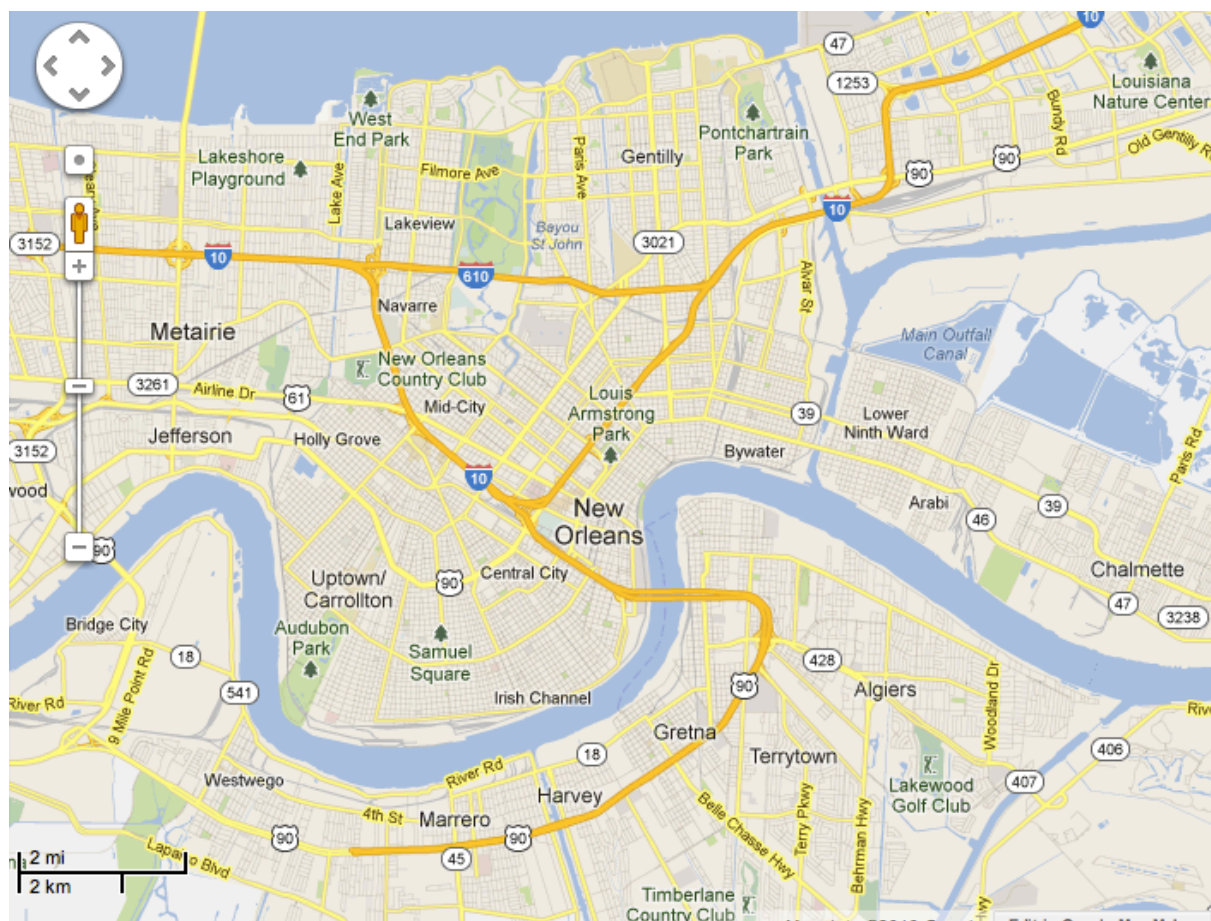 47
10
1253
Louisiana
Nature Center
West
End Park
Pontchartrain
Park
Bundy Rd
Lakeshore
Playground
Gentilly
Paris Ave
90
Old Gentilly R
90
Filmore Ave
Lake Ave
10
Lakeview
Bayou
St John
3152
3021
10
610
Alvar St
Navarre
Metairie
Main Outfall
Canal
New Orleans
Country Club
3261
Airline Dr
61
Louis
Armstrong
Park
Mid-City
39
Lower
Ninth Ward
Jefferson
Holly Grove
3152
Bywater
Paris Rd
10
wood
New
Orleans
Arabi
39
46
90
Uptown/
Carrollton
90
Central City
Chalmette
47
3238
Bridge City
Audubon
Park
Samuel
Square
18
428
541
90
Algiers
Woodland Dr
River Rd
9 Mile Point Rd
Irish Channel
Gretna
River
406
18
Terrytown
Westwego
River Rd
Harvey
Lakewood
Golf Club
407
4th St
Marrero
Belle Chasse Hwy
Terry Pkwy
Behrman Hwy
90
90
45
Lapalco Blvd
2 mi
2 km
na
Timberlane
Country Club
Hwy